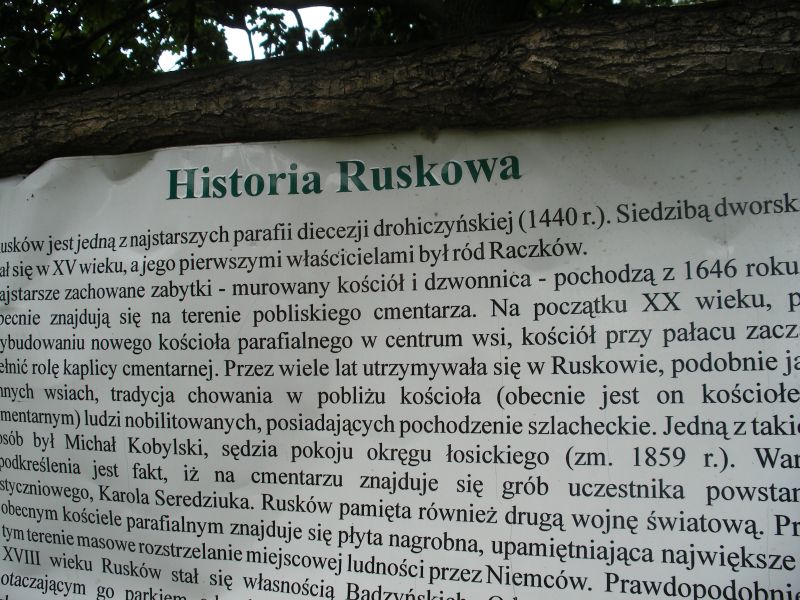 Historia Ruskowa
usków jest jedną z najstarszych parafii diecezji drohiczyńskiej (1440 r.). Siedzibą dworsk
ał się w XV wieku, a jego pierwszymi właścicielami był ród Raczków.
ajstarsze zachowane zabytki - murowany kościół i dzwonnica - pochodzą z 1646 roku
becnie znajdują się na terenie pobliskiego cmentarza. Na początku XX wieku, p
ybudowaniu nowego kościoła parafialnego w centrum wsi, kościół przy pałacu zacz
ełnić rolę kaplicy cmentarnej. Przez wiele lat utrzymywała się w Ruskowie, podobnie ja
nnych wsiach, tradycja chowania w pobliżu kościoła (obecnie jest on kościołe
mentarnym) ludzi nobilitowanych, posiadających pochodzenie szlacheckie. Jedną z takic
osób był Michał Kobylski, sędzia pokoju okręgu łosickiego (zm. 1859 r.). War
podkreślenia jest fakt, iż na cmentarzu znajduje się grób uczestnika powstan
styczniowego, Karola Seredziuka. Rusków pamięta również drugą wojnę światową. Pr
obecnym kościele parafialnym znajduje się płyta nagrobna, upamiętniająca największe
tym terenie masowe rozstrzelanie miejscowej ludności przez Niemców. Prawdopodobnie
XVIII wieku Rusków stał się własnością Badzyńskich.
otaczającym go parkiem